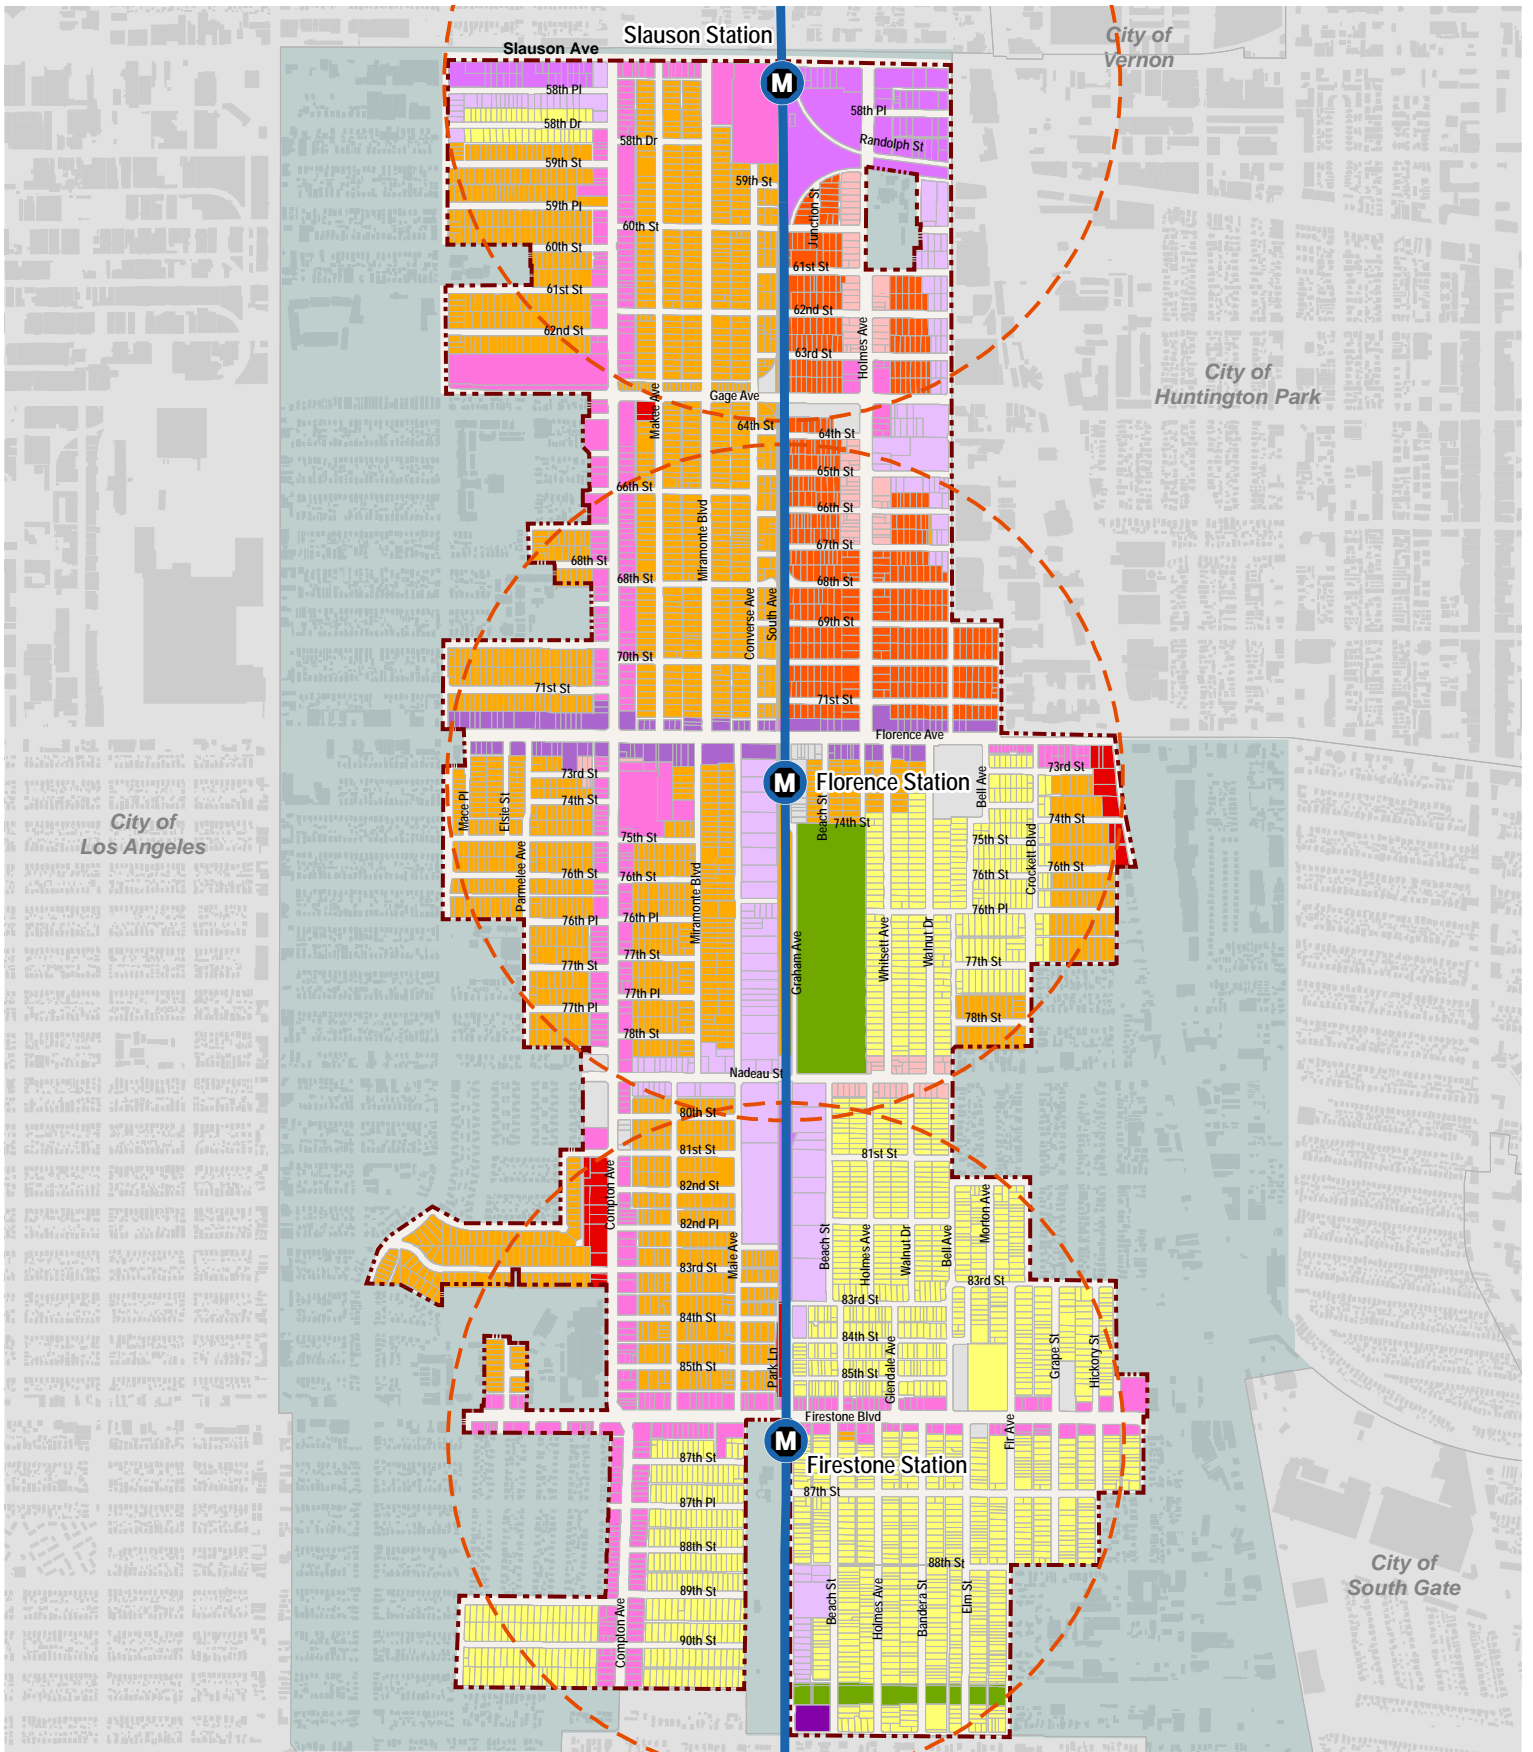 Slauson Station
Slauson Ave
City of
Vernon
M
58th Pl
58th Pl
58th Dr
58th Dr
Randolph St
59th St
59th St
59th Pl
Junction St
60th St
60th St
61st St
61st St
62nd St
62nd St
63rd St
Holmes Ave
City of
Huntington Park
Gage Ave
Makee Ave
64th St
64th St
65th St
66th St
66th St
Miramonte Blvd
67th St
68th St
68th St
68th St
Converse Ave
South Ave
69th St
70th St
71st St
71st St
Florence Ave
Florence Station
M
73rd St
73rd St
Mace Pl
Elsie St
74th St
Beach St
74th St
Bell Ave
74th St
City of
Los Angeles
75th St
75th St
Parmelee Ave
76th St
76th St
Miramonte Blvd
76th St
Crockett Blvd
76th St
76th Pl
76th Pl
76th Pl
77th St
77th St
Graham Ave
Whitsett Ave
Walnut Dr
77th St
77th Pl
77th Pl
78th St
78th St
Nadeau St
80th St
81st St
81st St
Compton Ave
82nd St
82nd Pl
Maie Ave
Beach St
Holmes Ave
Walnut Dr
Bell Ave
Morton Ave
83rd St
83rd St
83rd St
84th St
84th St
85th St
Park Ln
85th St
Glendale Ave
Grape St
Hickory St
Firestone Blvd
Fir Ave
M
Firestone Station
87th St
87th St
87th Pl
88th St
88th St
89th St
Compton Ave
90th St
Beach St
Holmes Ave
Bandera St
Elm St
City of
South Gate